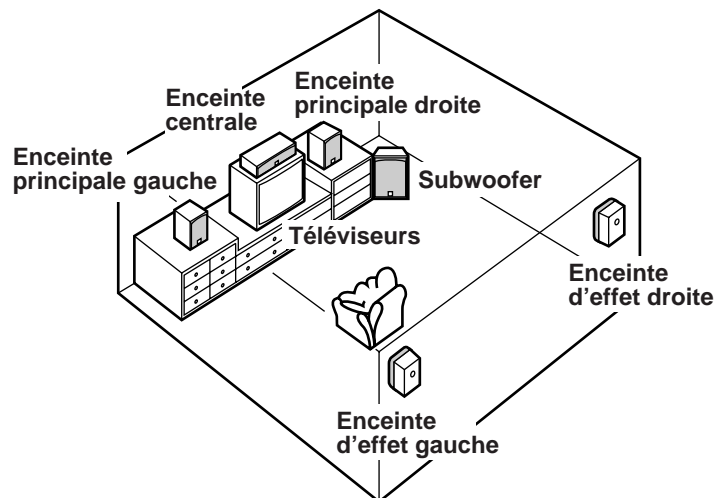 Enceinte
principale droite
Enceinte
centrale
Enceinte
principale gauche
Subwoofer
Téléviseurs
Enceinte
d’effet droite
Enceinte
d’effet gauche